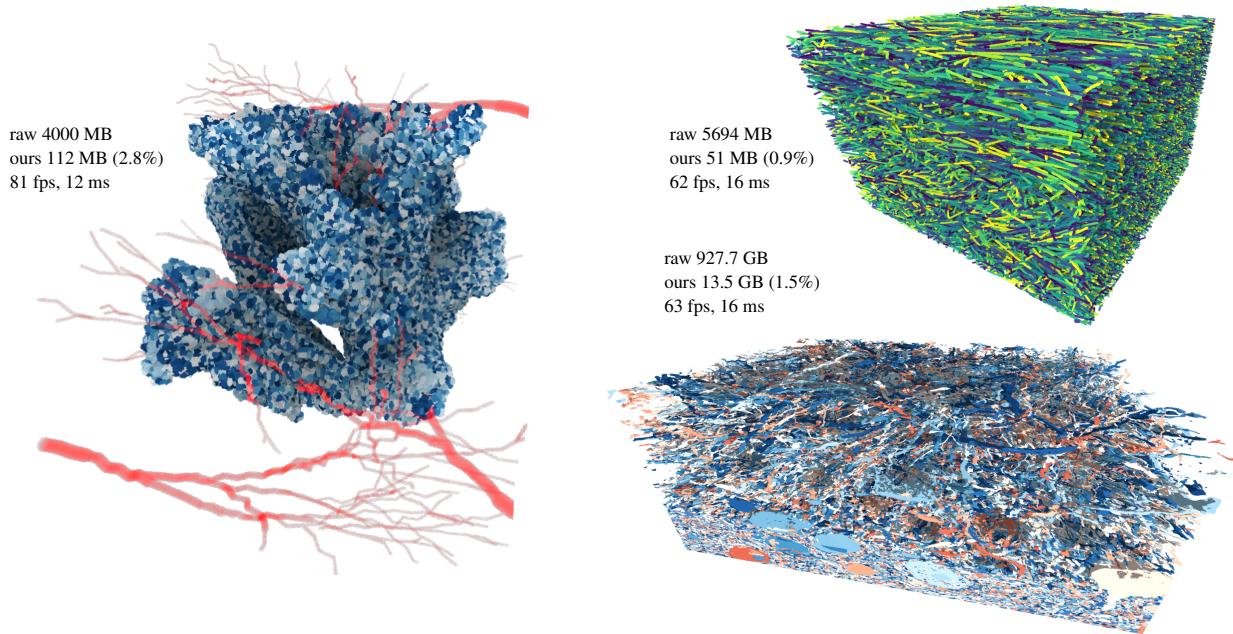 raw 4000 MB
ours 112 MB (2.8%)
81 fps, 12 ms
raw 5694 MB
ours 51 MB (0.9%)
62 fps, 16 ms
raw 927.7 GB
ours 13.5 GB (1.5%)
63 fps, 16 ms